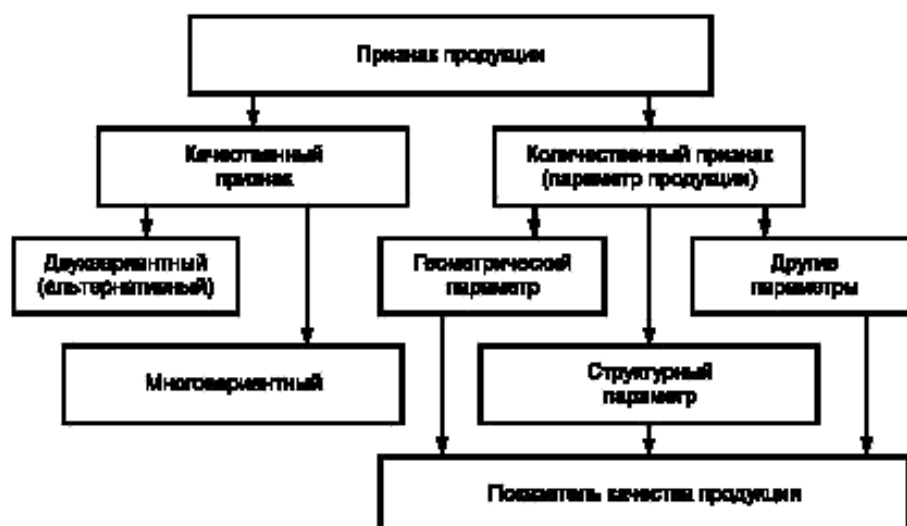 Признак продукции
Качественный
признак
Количественный признак
(параметр продукции)
Двухвариантный
(альтернативный)
Геометрический
параметр
Другие
параметры
Многовариантный
Структурный
параметр
Показатель качества продукции